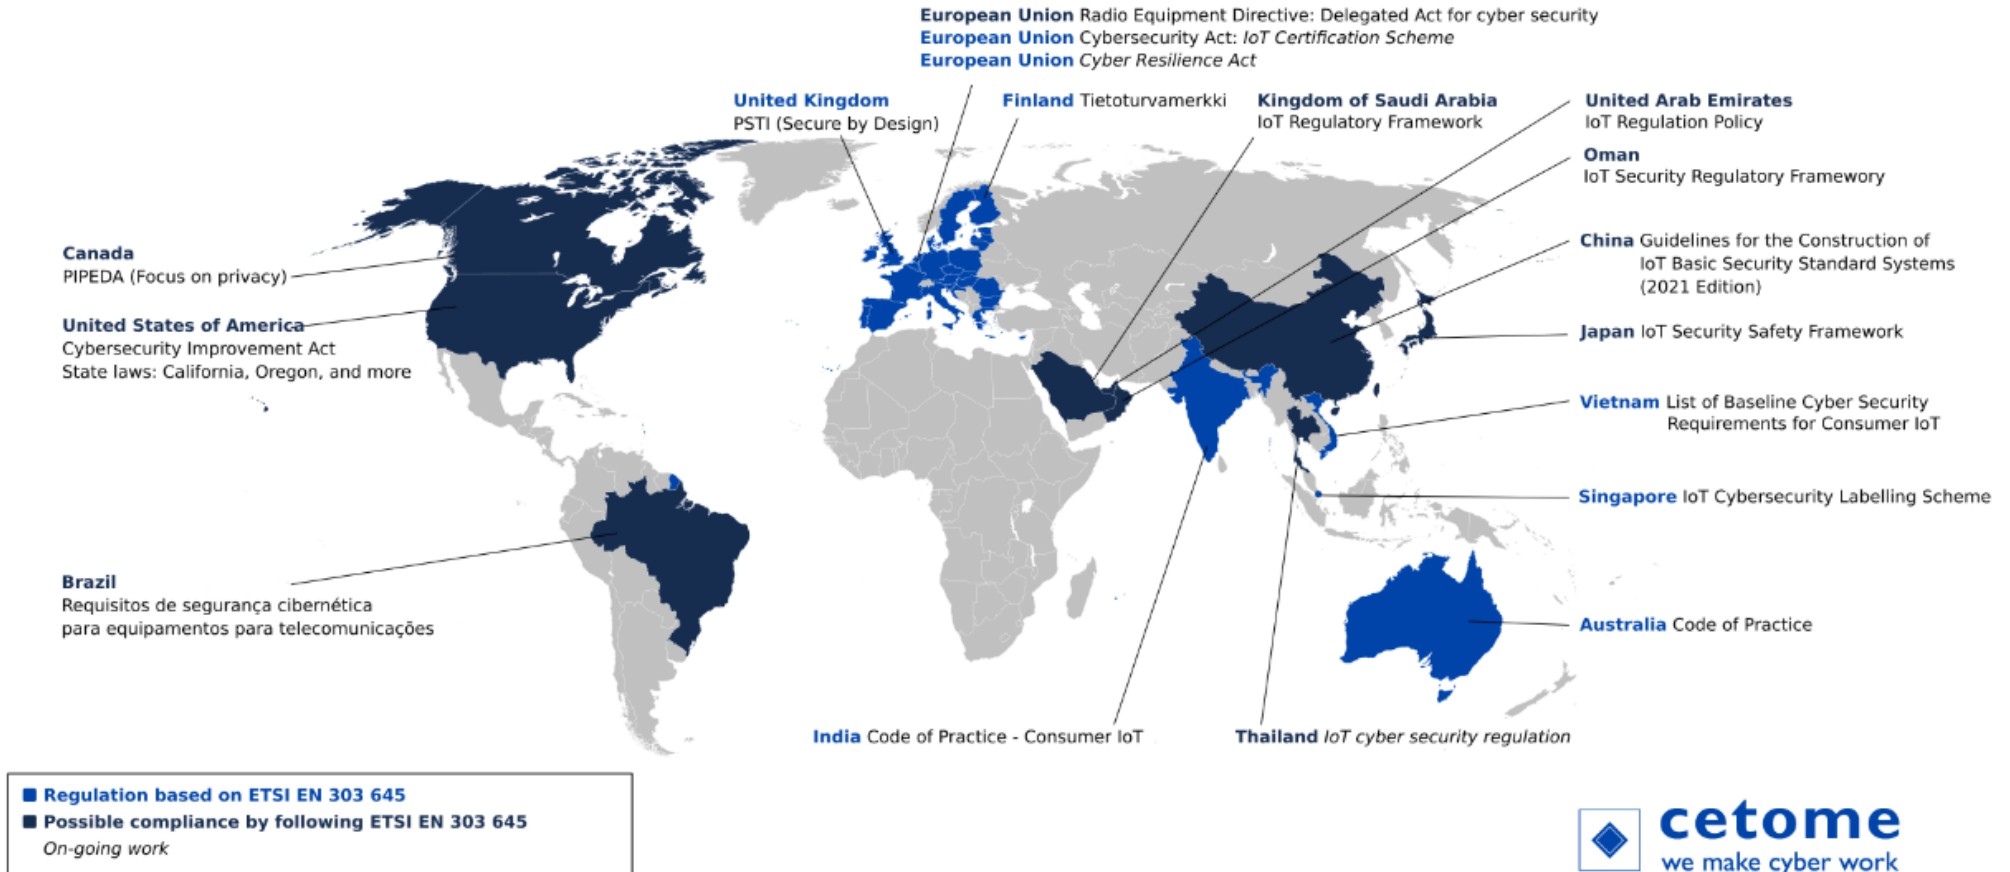 European Union Radio Equipment Directive: Delegated Act for cyber security
European Union Cybersecurity Act: IoT Certification Scheme
European Union Cyber Resilience Act
United Kingdom
PSTI (Secure by Design)
Finland Tietoturvamerkki
Kingdom of Saudi Arabia
IoT Regulatory Framework
United Arab Emirates
IoT Regulation Policy
Oman
IoT Security Regulatory Framewory
Canada
PIPEDA (Focus on privacy)
China Guidelines for the Construction of
IoT Basic Security Standard Systems
(2021 Edition)
United States of America
Cybersecurity Improvement Act
State laws: California, Oregon, and more
Japan IoT Security Safety Framework
Vietnam List of Baseline Cyber Security
Requirements for Consumer IoT
Singapore IoT Cybersecurity Labelling Scheme
Brazil
Requisitos de segurança cibernética
para equipamentos para telecomunicações
Australia Code of Practice
India Code of Practice - Consumer IoT
Thailand IoT cyber security regulation
Regulation based on ETSI EN 303 645
Possible compliance by following ETSI EN 303 645
On-going work
cetome
we make cyber work